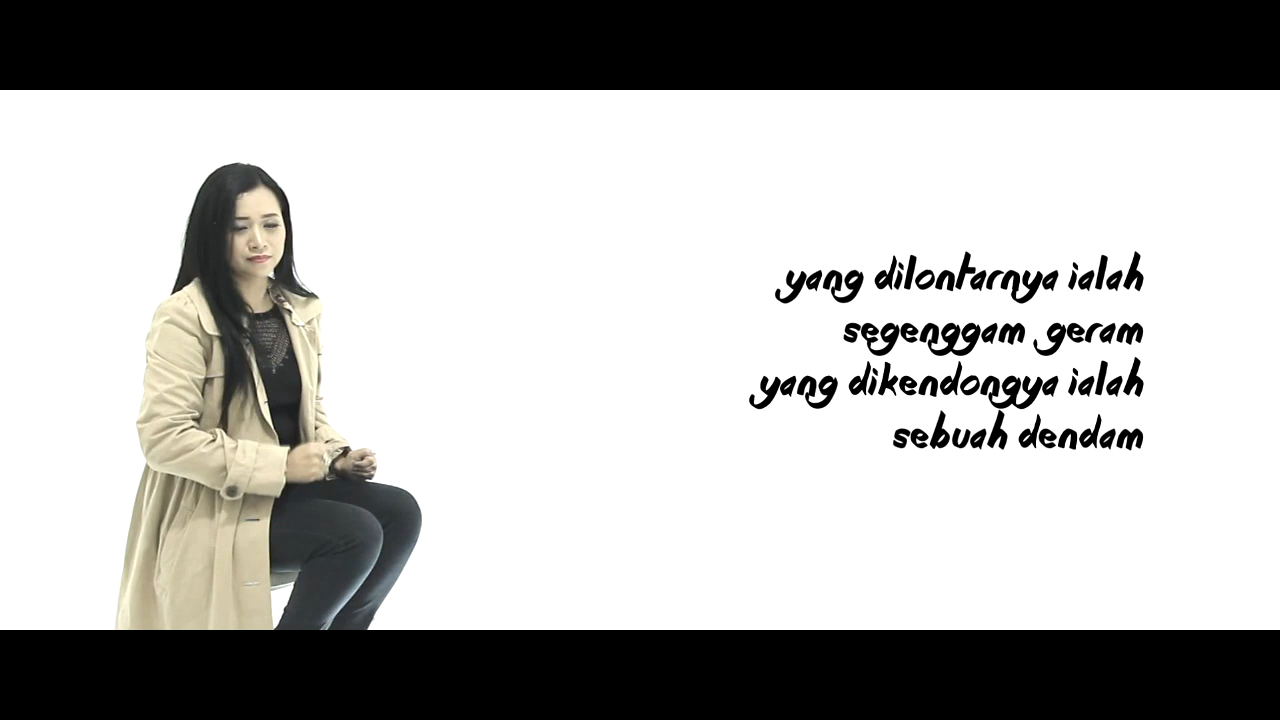 yang dilontarnya ialah
segenggam geram
yang dikendongya ialah
sebuah dendam